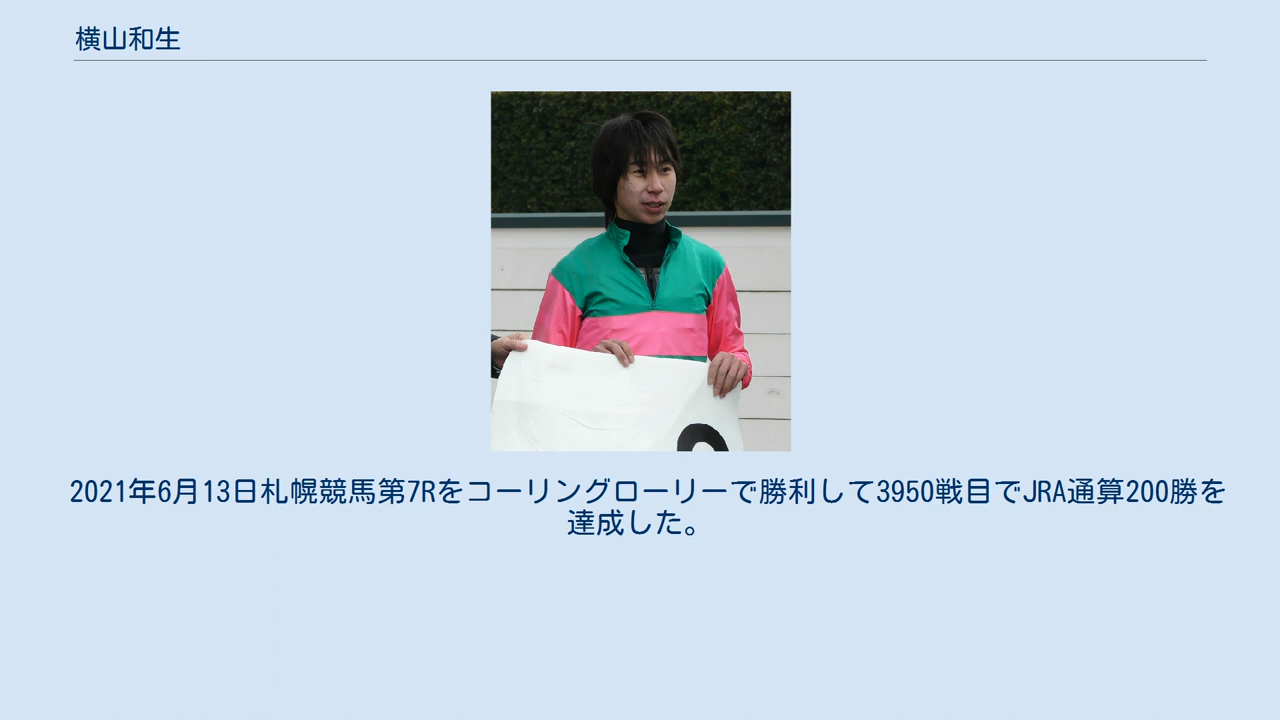 横山和生
2021年6月13日札幌競馬第7Rをコーリングローリーで勝利して3950戦目でJRA通算200勝を
達成した。